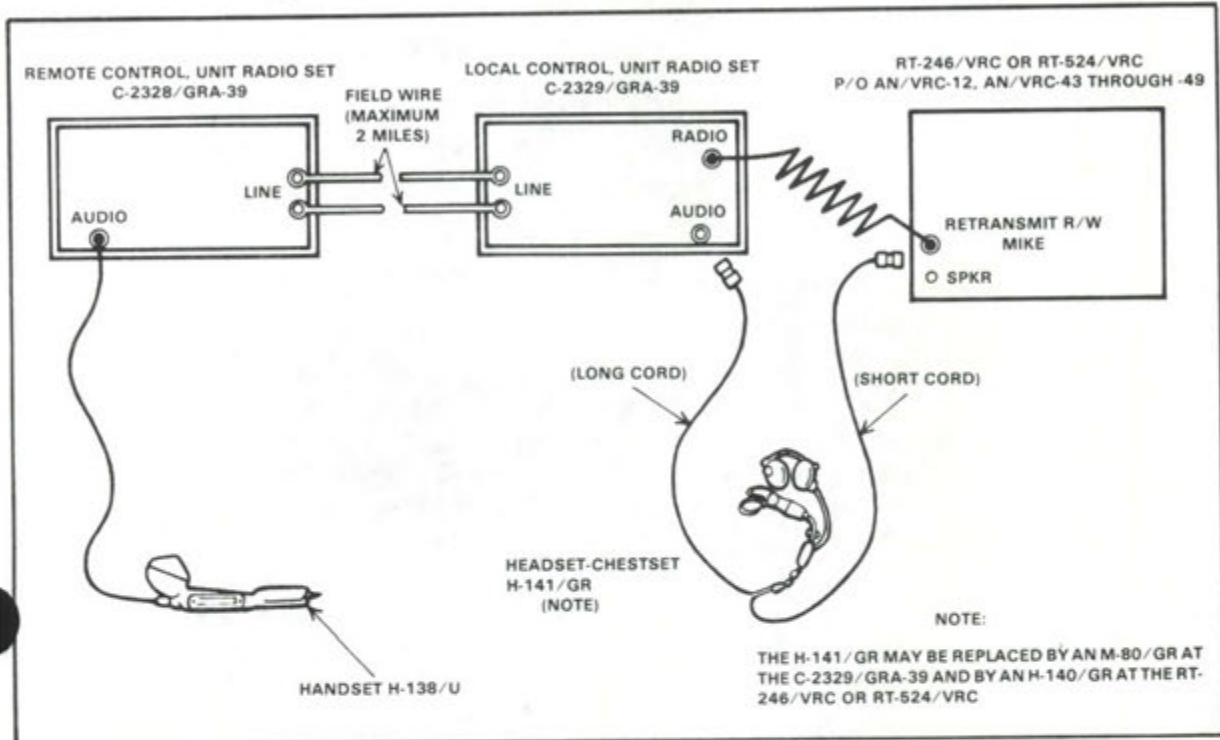 REMOTE CONTROL, UNIT RADIO SET
C-2328/GRA-39
FIELD WIRE
(MAXIMUM
2 MILES)
LOCAL CONTROL, UNIT RADIO SET
C-2329/GRA-39
RT-246/VRC OR RT-524/VRC
P/O AN/VRC-12, AN/VRC-43 THROUGH -49
LINE
AUDIO
LINE
RADIO
AUDIO
RETRANSMIT R/W
MIKE
SPKR
(LONG CORD)
(SHORT CORD)
HEADSET-CHESTSET
H-141/GR
(NOTE)
HANDSET H-138/U
NOTE:
THE H-141/GR MAY BE REPLACED BY AN M-80/GR AT
THE C-2329/GRA-39 AND BY AN H-140/GR AT THE RT-
246/VRC OR RT-524/VRC